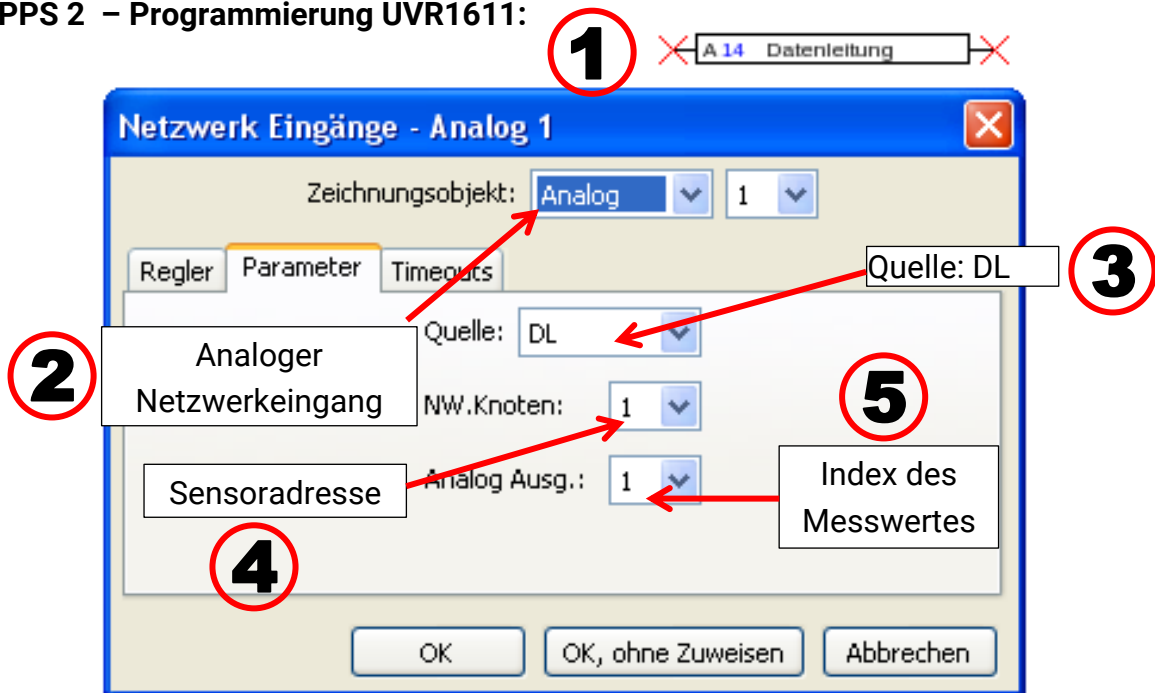 PPS 2 – Programmierung UVR1611:
1
A 14 Datenleitung
Netzwerk Eingänge - Analog 1
Zeichnungsobjekt: Analog 1
Regler Parameter Timeouts
Quelle: DL
3
Quelle: DL
2
Analoger
Netzwerkeingang
NW.Knoten: 1
5
Sensoradresse
Analog Ausg.: 1
Index des
Messwertes
4
OK OK, ohne Zuweisen Abbrechen